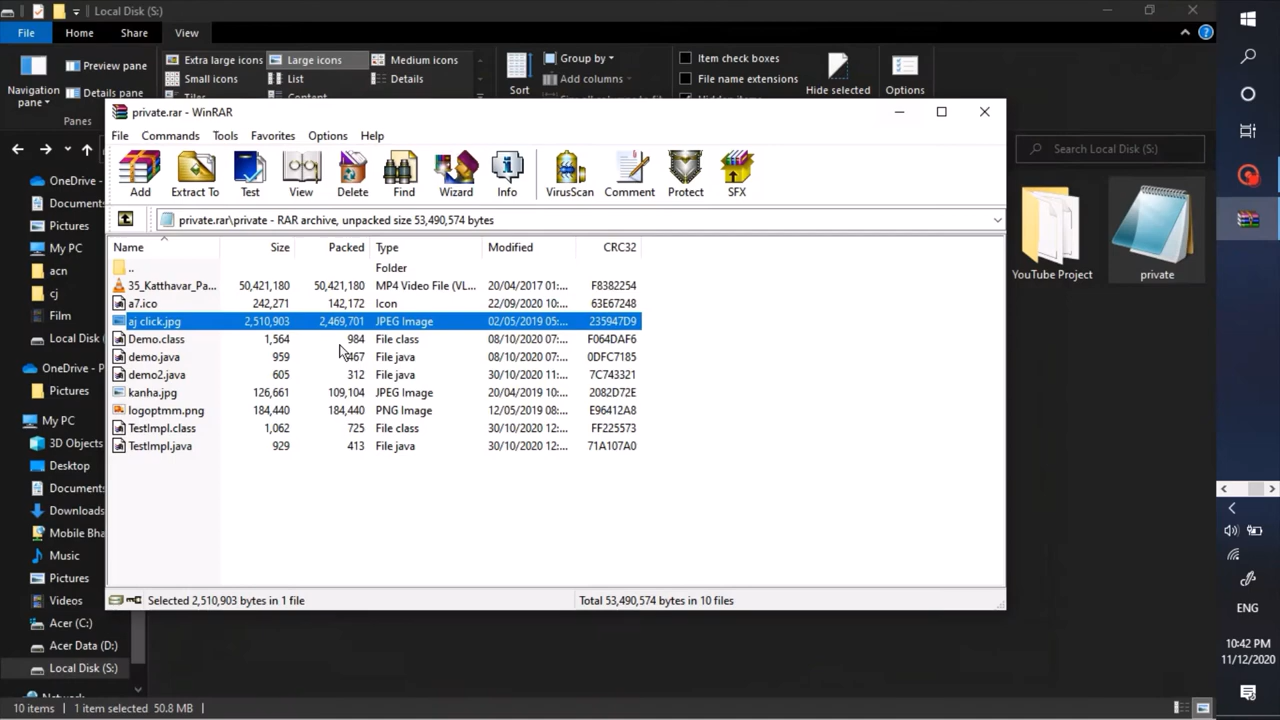 Local Disk (S:)
File Home Share View
Navigation pane
Preview pane
Details pane
Panes
Extra large icons Large icons Medium icons
Small icons List Details
Sort
Group by
Add columns
Item check boxes
File name extensions
Hide selected
Options
Search Local Disk (S:)
OneDrive -
Documents
Pictures
My PC
acn
cj
Film
Local Disk
OneDrive - P
Pictures
My PC
3D Objects
Desktop
Documents
Downloads
Mobile Bha
Music
Pictures
Videos
Acer (C:)
Acer Data (D:)
Local Disk (S:)
private.rar - WinRAR
File Commands Tools Favorites Options Help
Add Extract To Test View Delete Find Wizard Info VirusScan Comment Protect SFX
private.rar\private - RAR archive, unpacked size 53,490,574 bytes
Name Size Packed Type Modified CRC32
.. Folder
35_Katthavar_Pa... 50,421,180 50,421,180 MP4 Video File (VL... 20/04/2017 01:... F8382254
a7.ico 242,271 142,172 Icon 22/09/2020 10:... 63E67248
aj click.jpg 2,510,903 2,469,701 JPEG Image 02/05/2019 05:... 235947D9
Demo.class 1,564 984 File class 08/10/2020 07:... F064DAF6
demo.java 959 467 File java 08/10/2020 07:... 0DFC7185
demo2.java 605 312 File java 30/10/2020 11:... 7C743321
kanha.jpg 126,661 109,104 JPEG Image 20/04/2019 10:... 2082D72E
logoptmm.png 184,440 184,440 PNG Image 12/05/2019 08:... E96412A8
TestImpl.class 1,062 725 File class 30/10/2020 12:... FF225573
TestImpl.java 929 413 File java 30/10/2020 12:... 71A107A0
Selected 2,510,903 bytes in 1 file
Total 53,490,574 bytes in 10 files
YouTube Project
private
10 items 1 item selected 50.8 MB
ENG
10:42 PM
11/12/2020